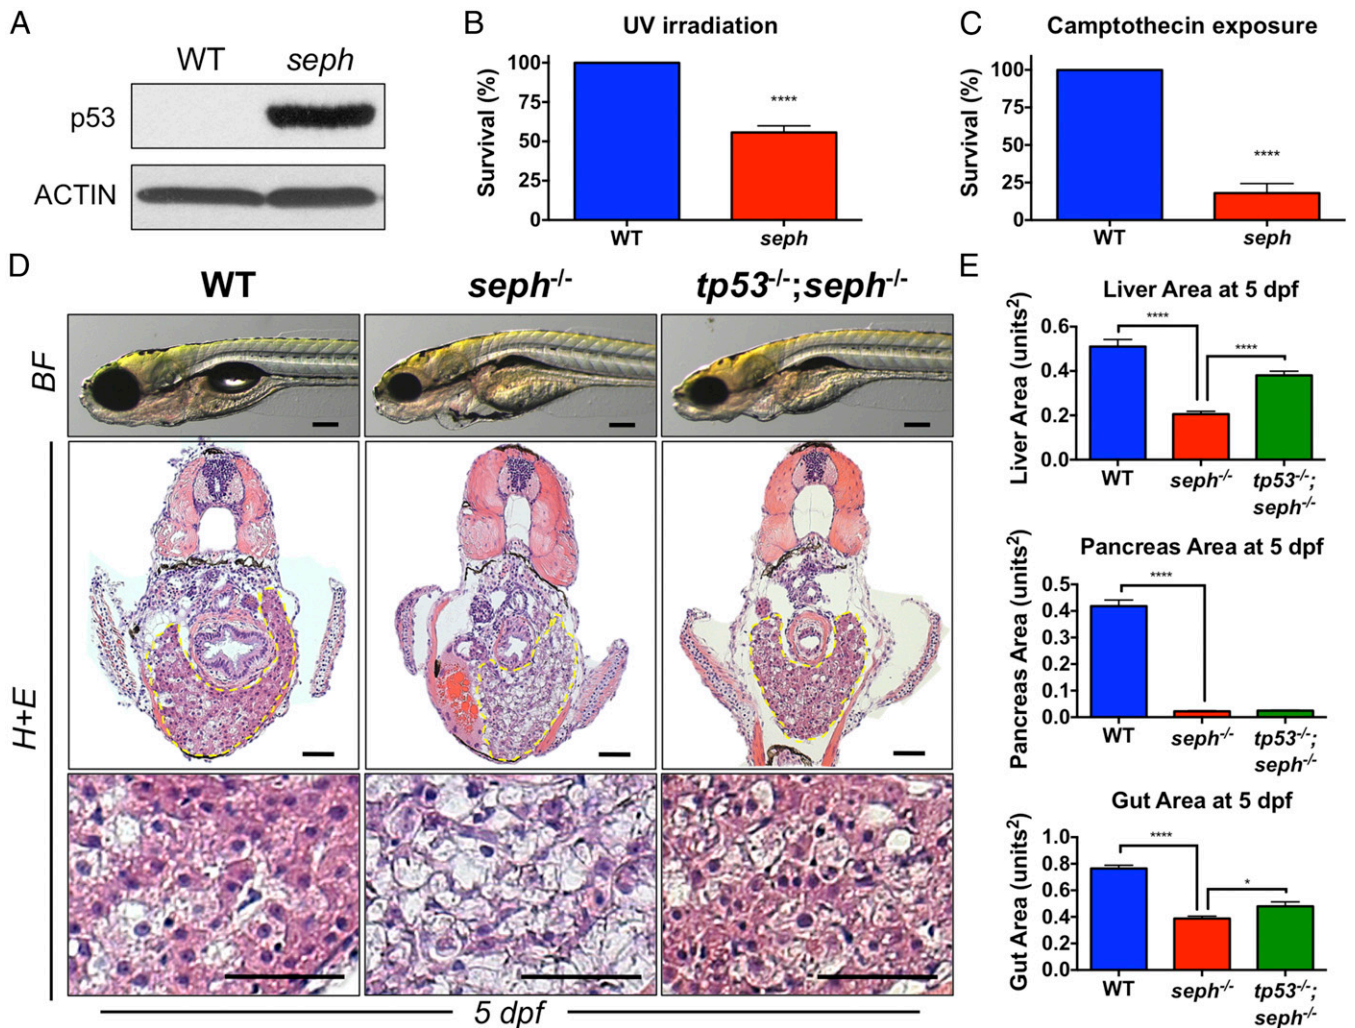 A
WT seph
p53
ACTIN
B
UV irradiation
Survival (%)
100
75
50
25
0
****
WT seph
C
Camptothecin exposure
Survival (%)
100
75
50
25
0
****
WT seph
D
WT seph-/- tp53-/-;seph-/-
BF
H+E
5 dpf
E
Liver Area at 5 dpf
Liver Area (units²)
0.6
0.4
0.2
0.0
**** ****
WT seph-/- tp53-/-;
seph-/-
Pancreas Area at 5 dpf
Pancreas Area (units²)
0.5
0.4
0.3
0.2
0.1
0.0
****
WT seph-/- tp53-/-;
seph-/-
Gut Area at 5 dpf
Gut Area (units²)
1.0
0.8
0.6
0.4
0.2
0.0
**** *
WT seph-/- tp53-/-;
seph-/-